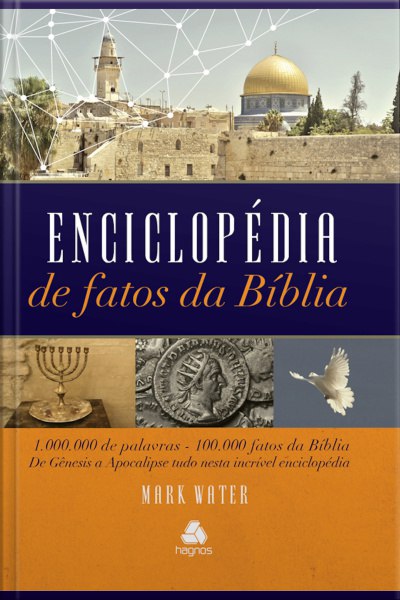 ENCICLOPÉDIA
de fatos da Bíblia
1.000.000 de palavras - 100.000 fatos da Bíblia
De Gênesis a Apocalipse tudo nesta incrível enciclopédia
MARK WATER
hagnos